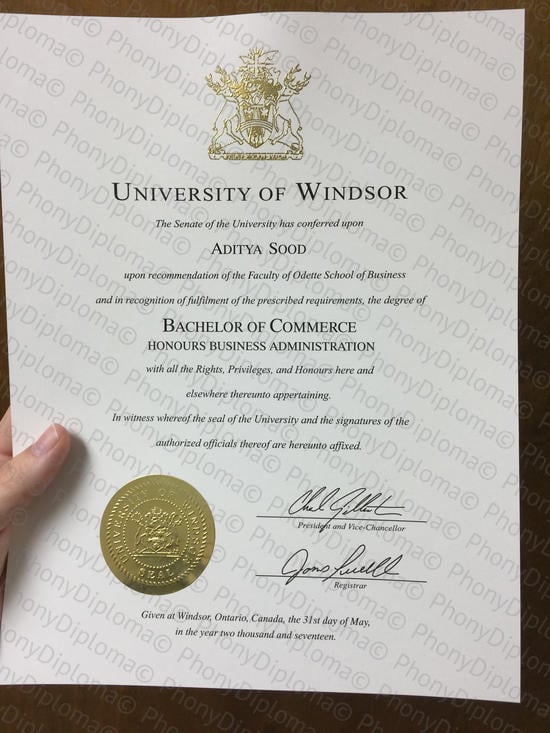 UNIVERSITY OF WINDSOR
The Senate of the University has conferred upon
ADITYA SOOD
upon recommendation of the Faculty of Odette School of Business
and in recognition of fulfilment of the prescribed requirements, the degree of
BACHELOR OF COMMERCE
HONOURS BUSINESS ADMINISTRATION
with all the Rights, Privileges, and Honours here and
elsewhere thereunto appertaining.
In witness whereof the seal of the University and the signatures of the
authorized officials thereof are hereunto affixed.
President and Vice-Chancellor
Registrar
UNIVERSITY OF WINDSOR
SEAL
Given at Windsor, Ontario, Canada, the 31st day of May,
in the year two thousand and seventeen.
PhonyDiploma©